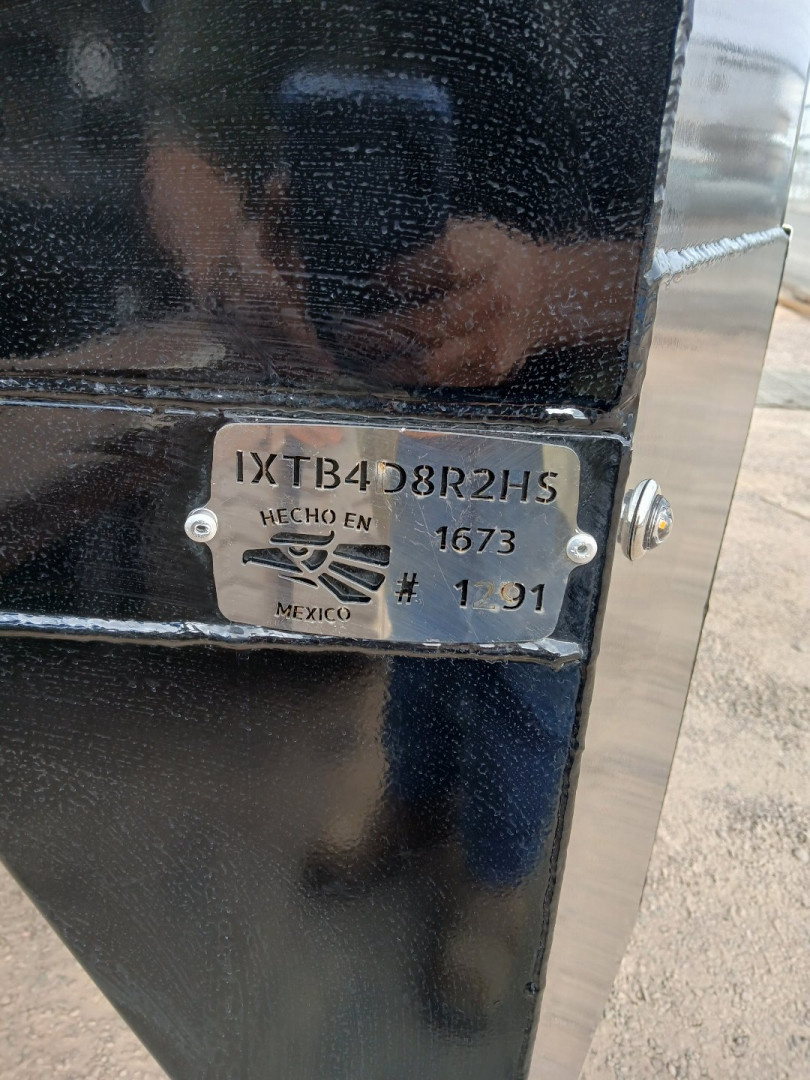 IXTB4D8R2HS
HECHO EN
1673
# 1291
MEXICO